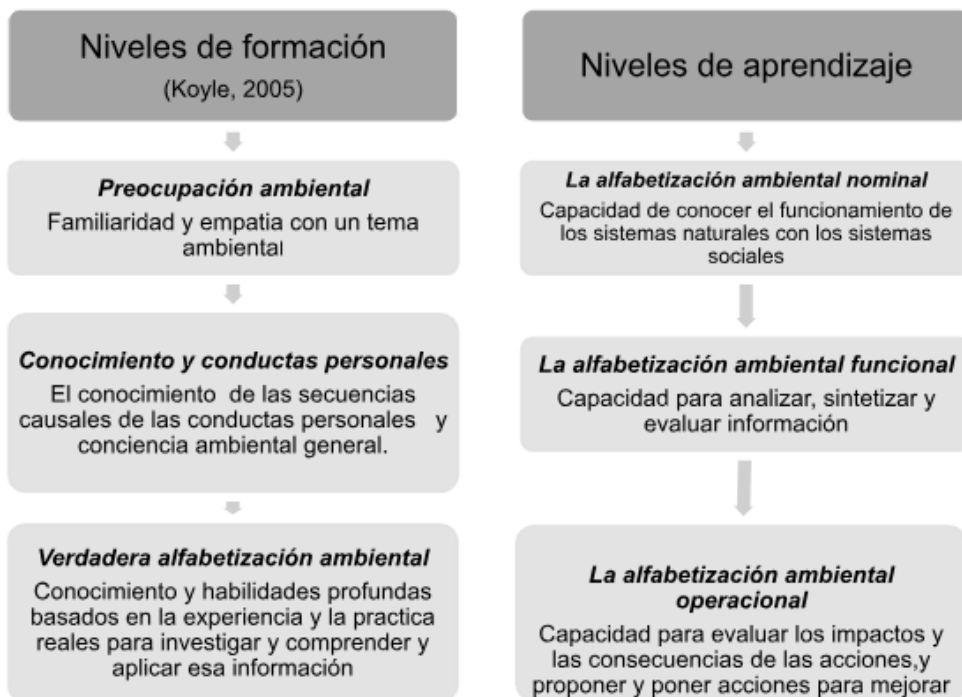 Niveles de formación
(Koyle, 2005)
Preocupación ambiental
Familiaridad y empatia con un tema
ambiental
Conocimiento y conductas personales
El conocimiento de las secuencias
causales de las conductas personales y
conciencia ambiental general.
Verdadera alfabetización ambiental
Conocimiento y habilidades profundas
basados en la experiencia y la practica
reales para investigar y comprender y
aplicar esa información
Niveles de aprendizaje
La alfabetización ambiental nominal
Capacidad de conocer el funcionamiento de
los sistemas naturales con los sistemas
sociales
La alfabetización ambiental funcional
Capacidad para analizar, sintetizar y
evaluar información
La alfabetización ambiental
operacional
Capacidad para evaluar los impactos y
las consecuencias de las acciones,y
proponer y poner acciones para mejorar